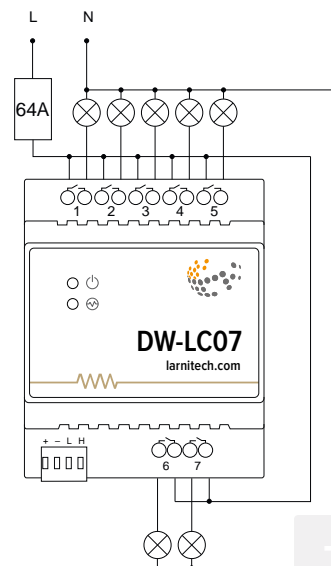 L N
64A
1 2 3 4 5
DW-LC07
larnitech.com
+ – L H
6 7